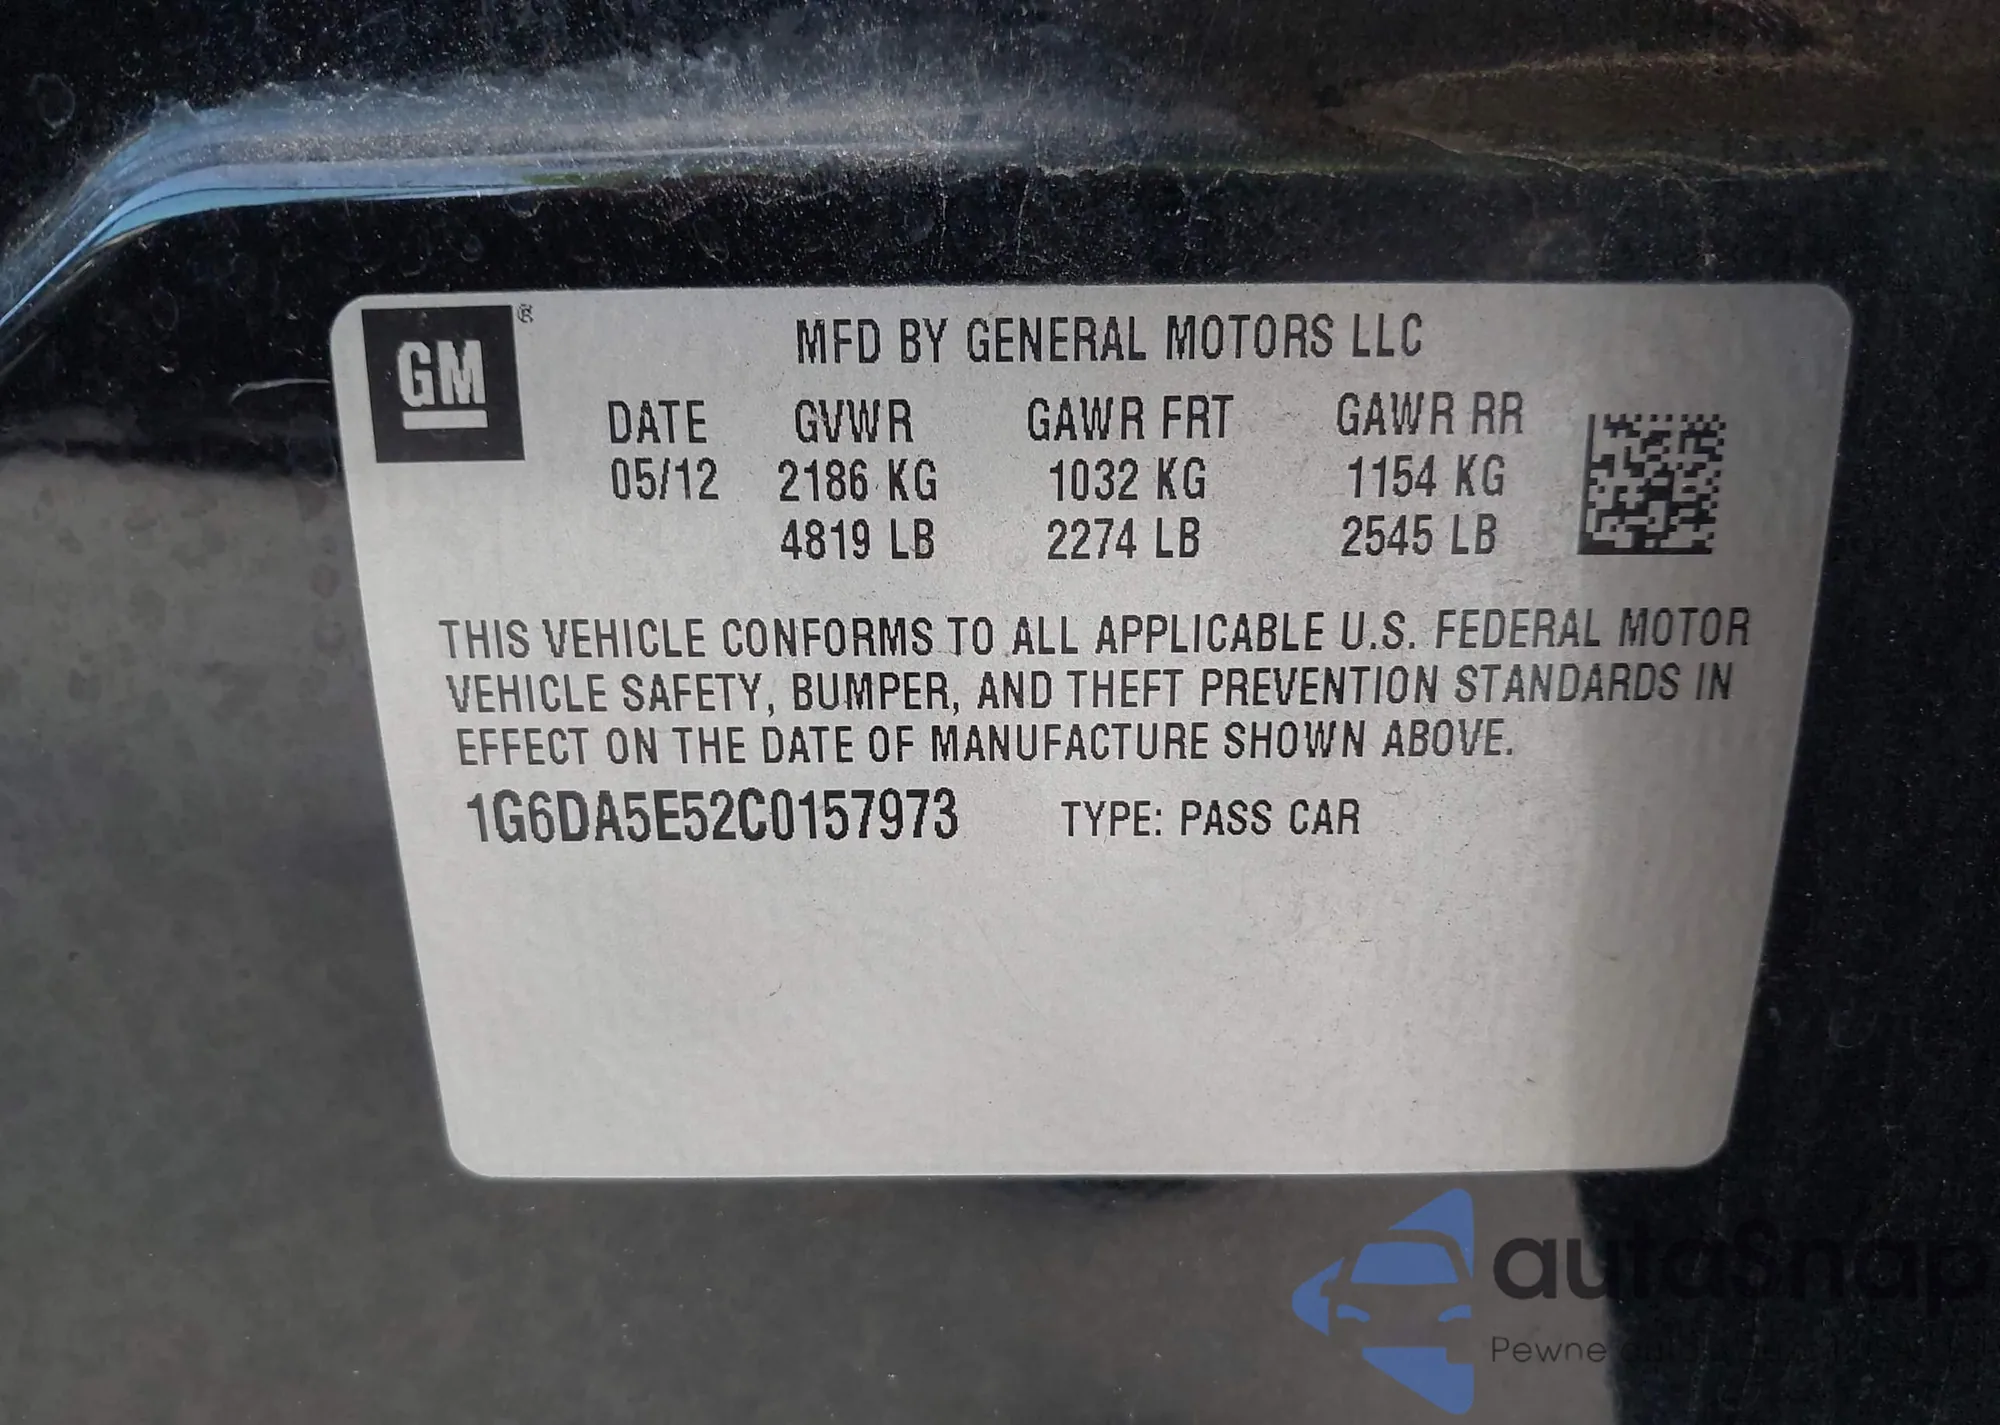 GM ®
MFD BY GENERAL MOTORS LLC
DATE GVWR GAWR FRT GAWR RR
05/12 2186 KG 1032 KG 1154 KG
4819 LB 2274 LB 2545 LB
THIS VEHICLE CONFORMS TO ALL APPLICABLE U.S. FEDERAL MOTOR
VEHICLE SAFETY, BUMPER, AND THEFT PREVENTION STANDARDS IN
EFFECT ON THE DATE OF MANUFACTURE SHOWN ABOVE.
1G6DA5E52C0157973 TYPE: PASS CAR
autaSnap
Pewne